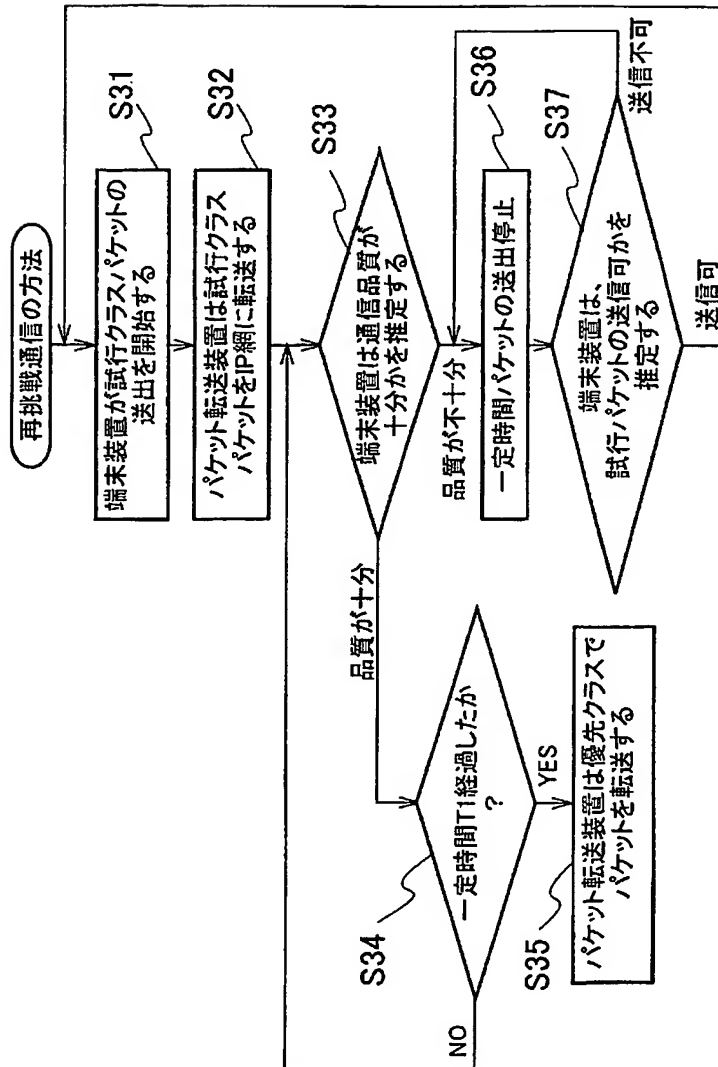 再挑戦通信の方法
端末装置が試行クラスパケットの
送出を開始する
S31
パケット転送装置は試行クラス
パケットをIP網に転送する
S32
端末装置は通信品質が
十分かを推定する
S33
品質が十分
品質が不十分
一定時間T1経過したか
?
S34
NO
YES
パケット転送装置は優先クラスで
パケットを転送する
S35
一定時間パケットの送出停止
S36
端末装置は、
試行パケットの送信可かを
推定する
S37
送信不可
送信可